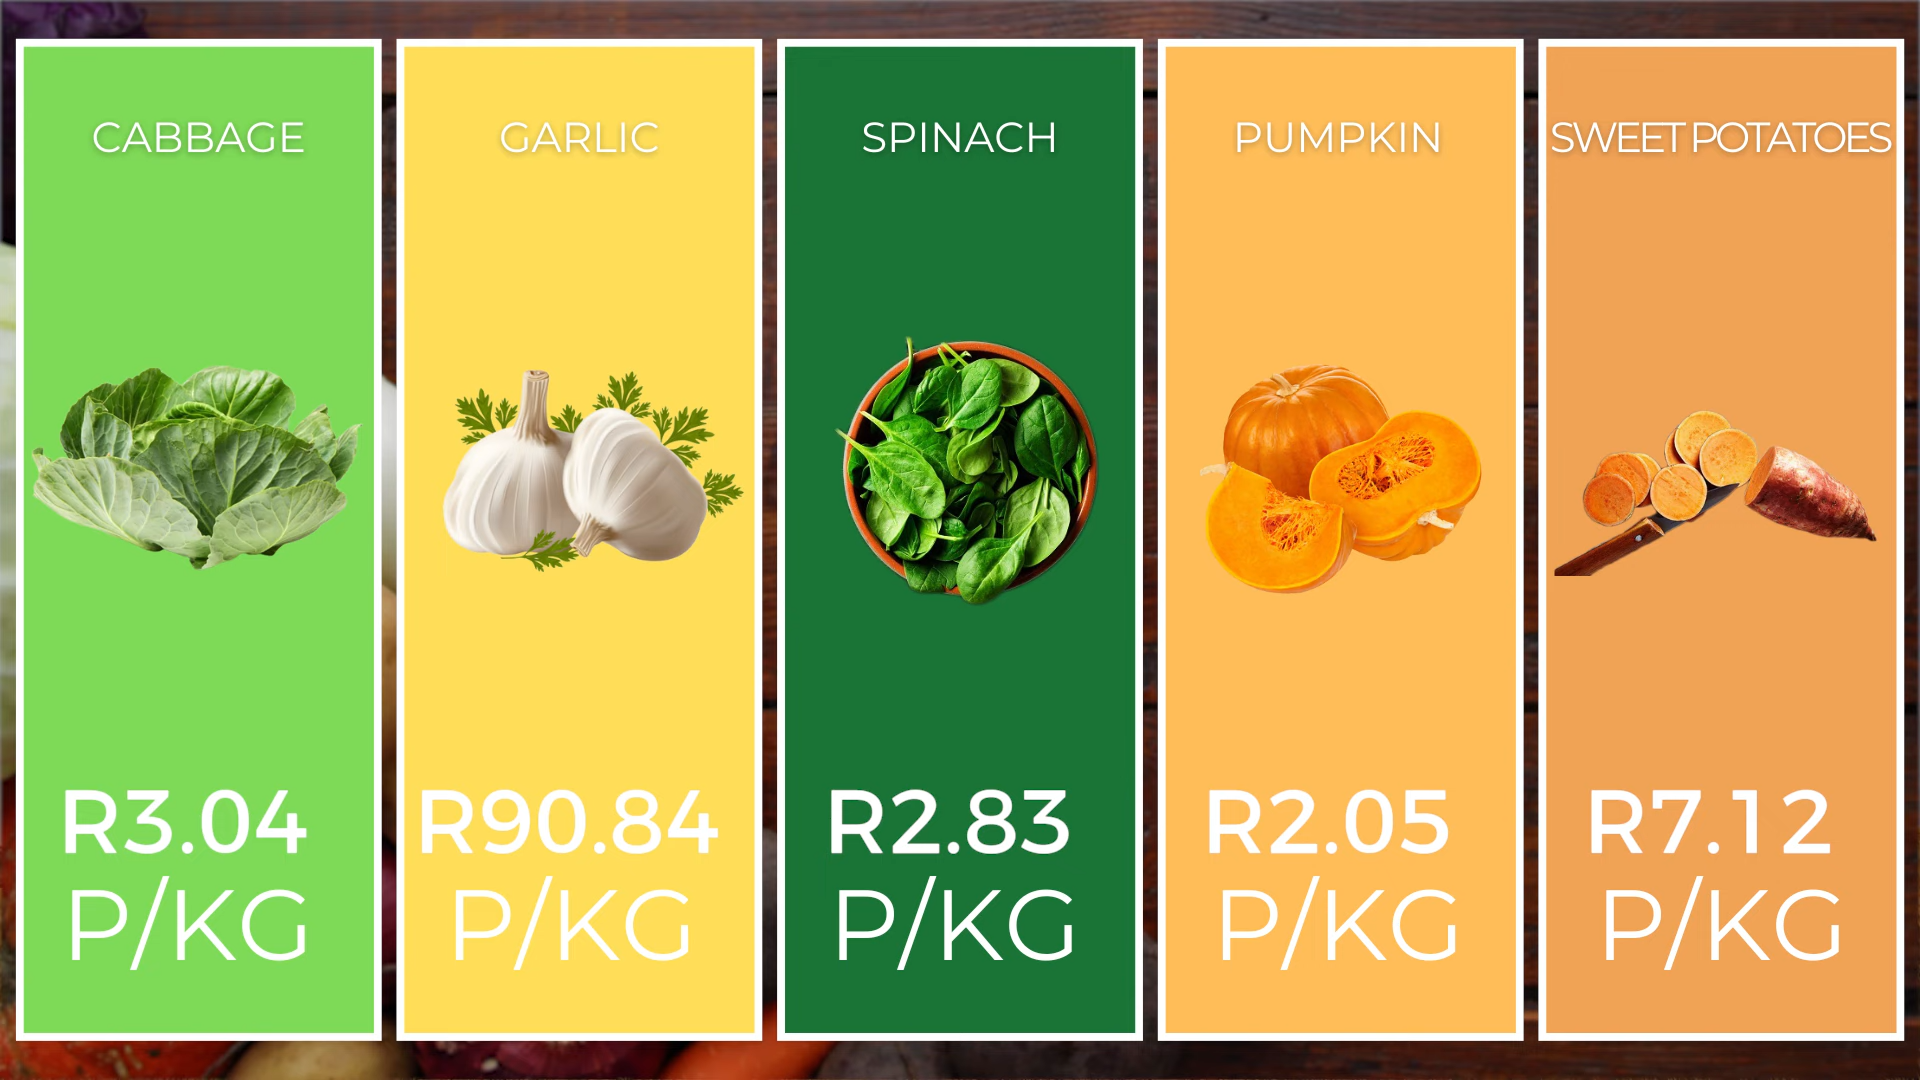 CABBAGE
R3.04
P/KG
GARLIC
R90.84
P/KG
SPINACH
R2.83
P/KG
PUMPKIN
R2.05
P/KG
SWEET POTATOES
R7.12
P/KG